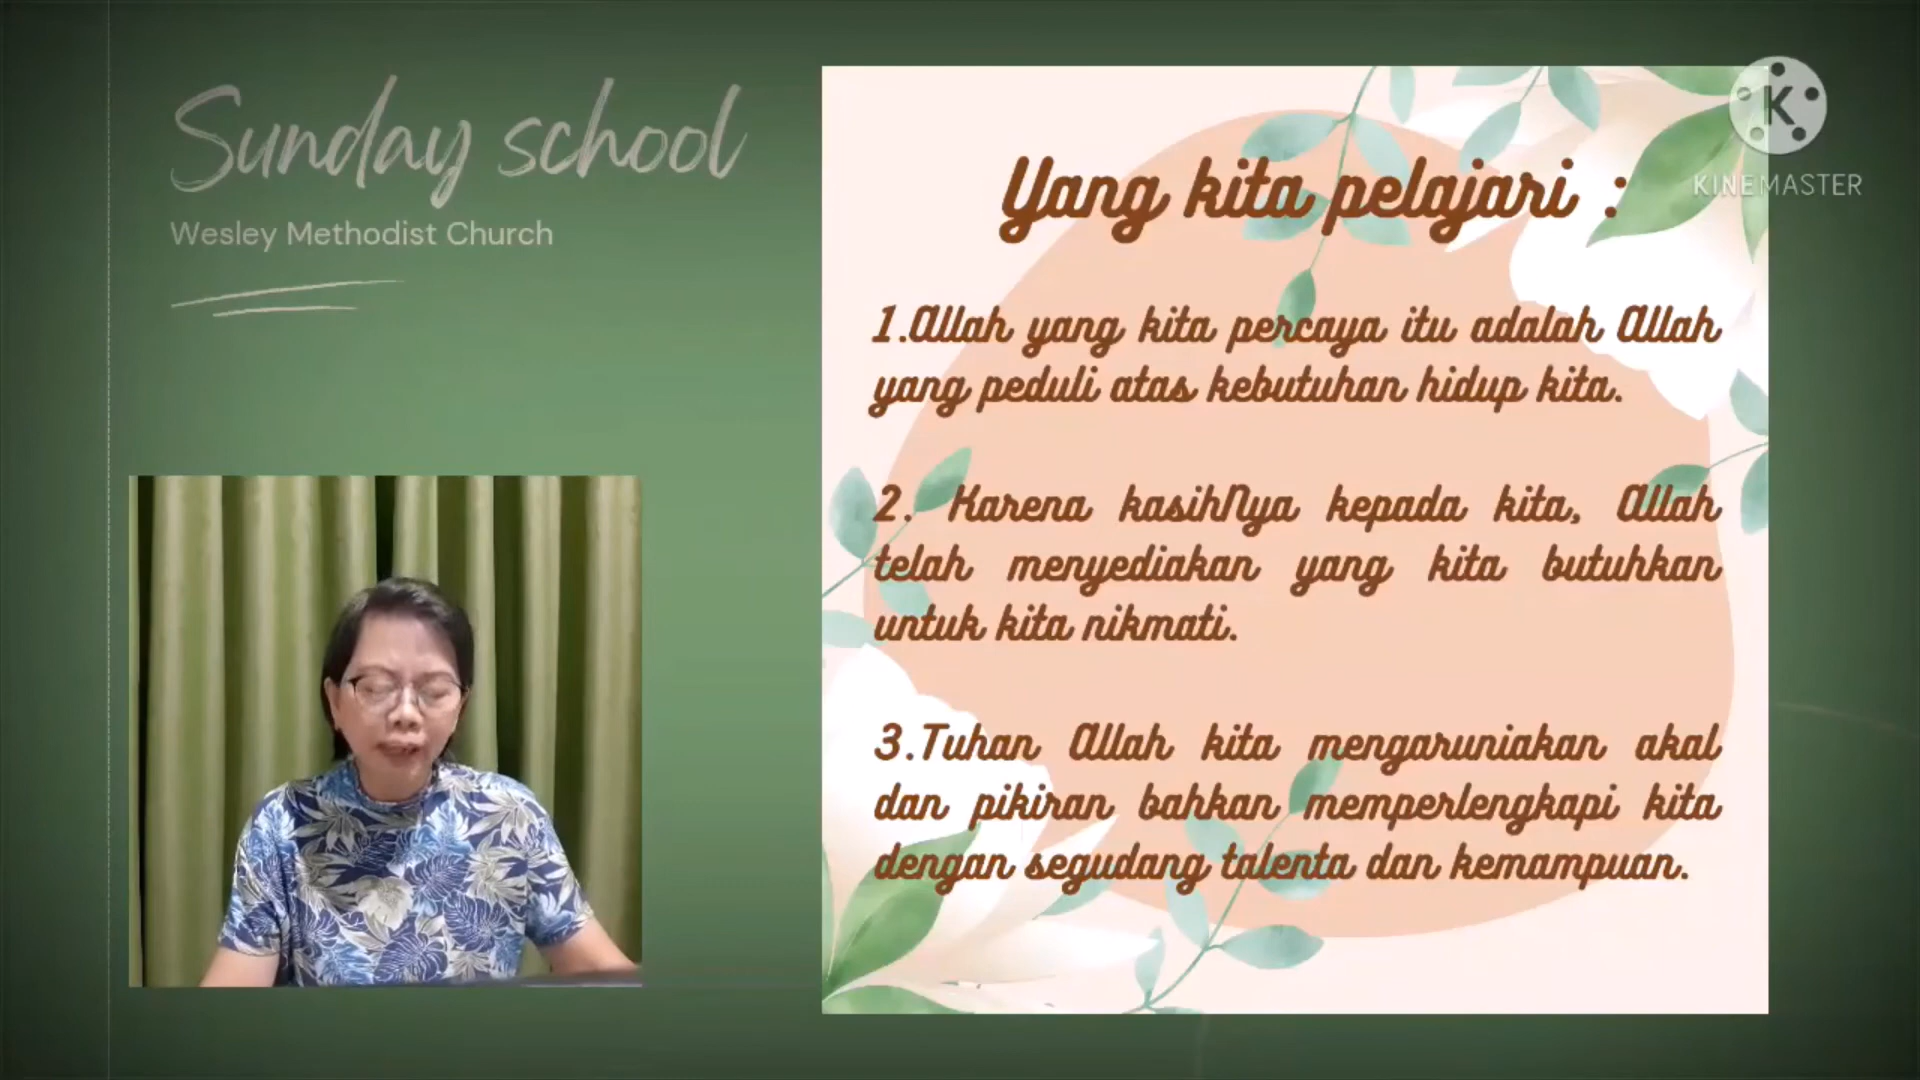 Sunday school
Wesley Methodist Church
KINEMASTER
K
Yang kita pelajari :
1.Allah yang kita percaya itu adalah Allah
yang peduli atas kebutuhan hidup kita.
2. Karena kasihNya kepada kita, Allah
telah menyediakan yang kita butuhkan
untuk kita nikmati.
3.Tuhan Allah kita mengaruniakan akal
dan pikiran bahkan memperlengkapi kita
dengan segudang talenta dan kemampuan.